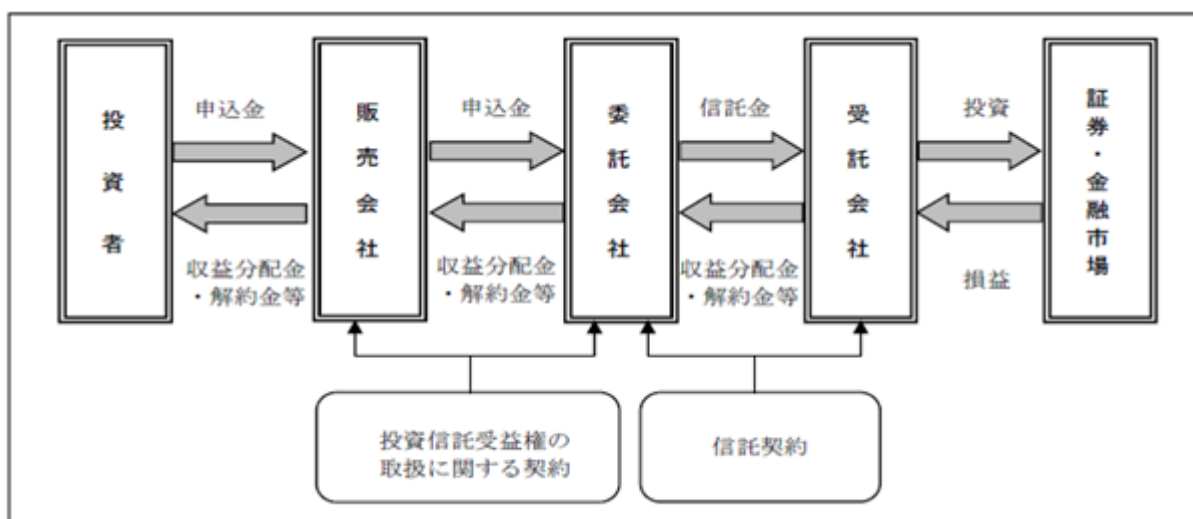 投資者
申込金
収益分配金
・解約金等
販売会社
申込金
収益分配金
・解約金等
委託会社
信託金
収益分配金
・解約金等
受託会社
投資
損益
証券・金融市場
投資信託受益権の
取扱に関する契約
信託契約